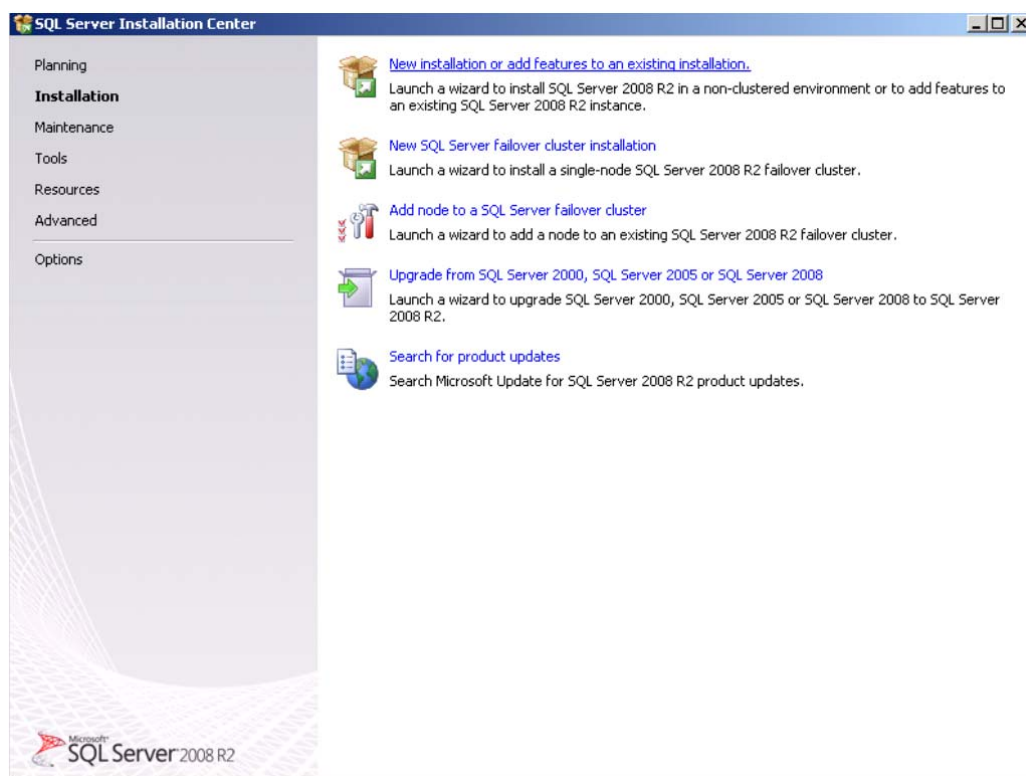 SQL Server Installation Center
Planning
Installation
Maintenance
Tools
Resources
Advanced
Options
New installation or add features to an existing installation.
Launch a wizard to install SQL Server 2008 R2 in a non-clustered environment or to add features to
an existing SQL Server 2008 R2 instance.
New SQL Server failover cluster installation
Launch a wizard to install a single-node SQL Server 2008 R2 failover cluster.
Add node to a SQL Server failover cluster
Launch a wizard to add a node to an existing SQL Server 2008 R2 failover cluster.
Upgrade from SQL Server 2000, SQL Server 2005 or SQL Server 2008
Launch a wizard to upgrade SQL Server 2000, SQL Server 2005 or SQL Server 2008 to SQL Server
2008 R2.
Search for product updates
Search Microsoft Update for SQL Server 2008 R2 product updates.
Microsoft
SQL Server 2008 R2